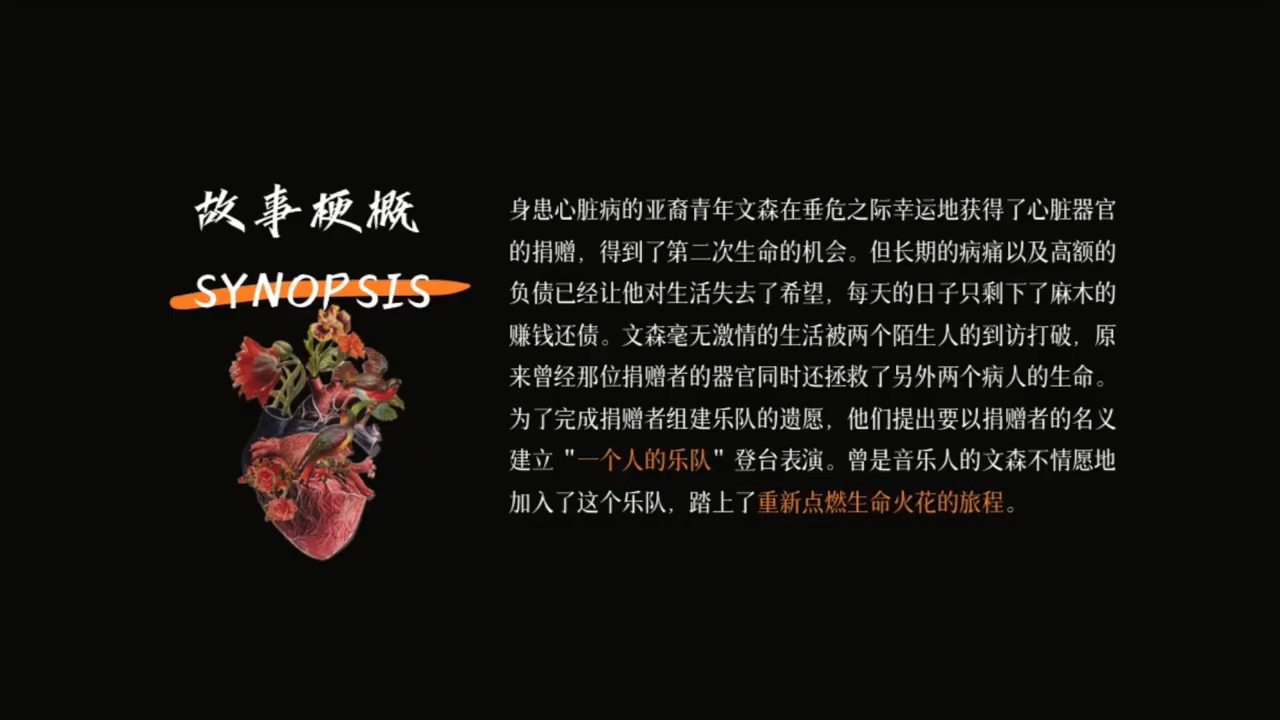 故事梗概
SYNOPSIS
身患心脏病的亚裔青年文森在垂危之际幸运地获得了心脏器官
的捐赠，得到了第二次生命的机会。但长期的病痛以及高额的
负债已经让他对生活失去了希望，每天的日子只剩下了麻木的
赚钱还债。文森毫无激情的生活被两个陌生人的到访打破，原
来曾经那位捐赠者的器官同时还拯救了另外两个病人的生命。
为了完成捐赠者组建乐队的遗愿，他们提出要以捐赠者的名义
建立 "一个人的乐队" 登台表演。曾是音乐人的文森不情愿地
加入了这个乐队，踏上了重新点燃生命火花的旅程。